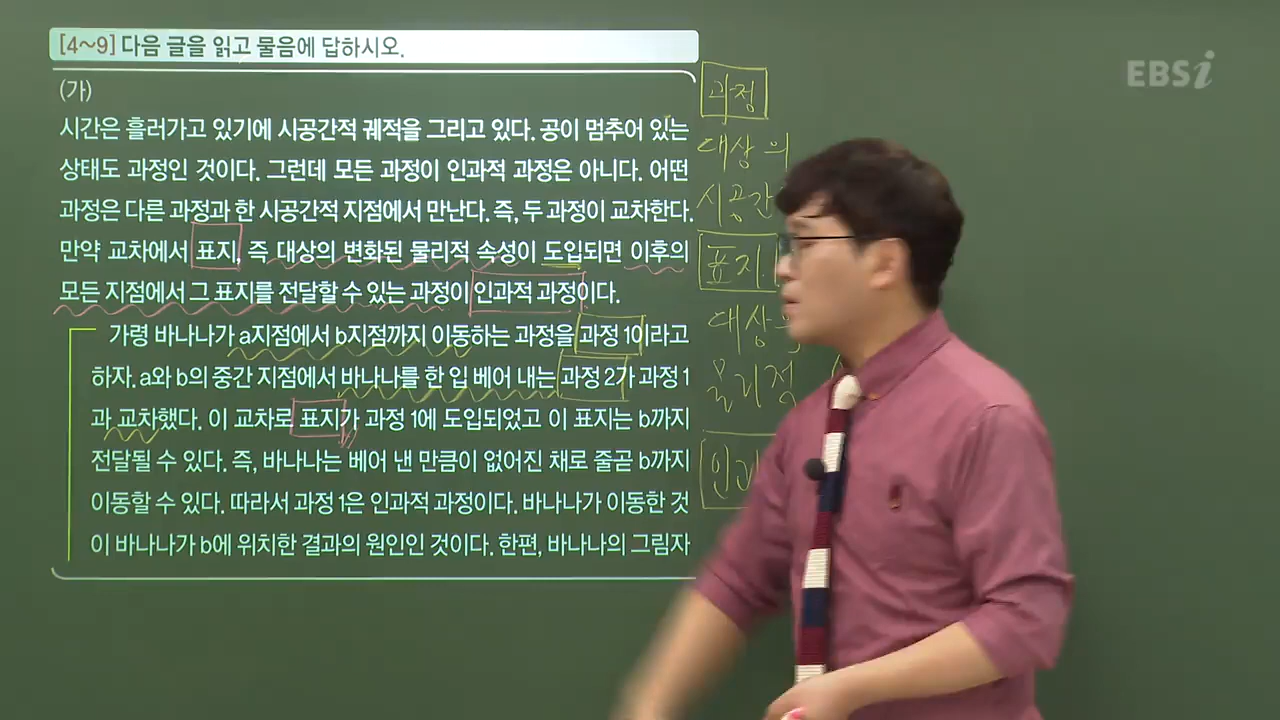 [4~9] 다음 글을 읽고 물음에 답하시오.
EBSi
(가)
시간은 흘러가고 있기에 시공간적 궤적을 그리고 있다. 공이 멈추어 있는
상태도 과정인 것이다. 그런데 모든 과정이 인과적 과정은 아니다. 어떤
과정은 다른 과정과 한 시공간적 지점에서 만난다. 즉, 두 과정이 교차한다.
만약 교차에서 표지, 즉 대상의 변화된 물리적 속성이 도입되면 이후의
모든 지점에서 그 표지를 전달할 수 있는 과정이 인과적 과정이다.
가령 바나나가 a지점에서 b지점까지 이동하는 과정을 과정 1이라고
하자. a와 b의 중간 지점에서 바나나를 한 입 베어 내는 과정 2가 과정 1
과 교차했다. 이 교차로 표지가 과정 1에 도입되었고 이 표지는 b까지
전달될 수 있다. 즉, 바나나는 베어 낸 만큼이 없어진 채로 줄곧 b까지
이동할 수 있다. 따라서 과정 1은 인과적 과정이다. 바나나가 이동한 것
이 바나나가 b에 위치한 결과의 원인인 것이다. 한편, 바나나의 그림자
과정
대상의
시공간
표지
대상의
물리적